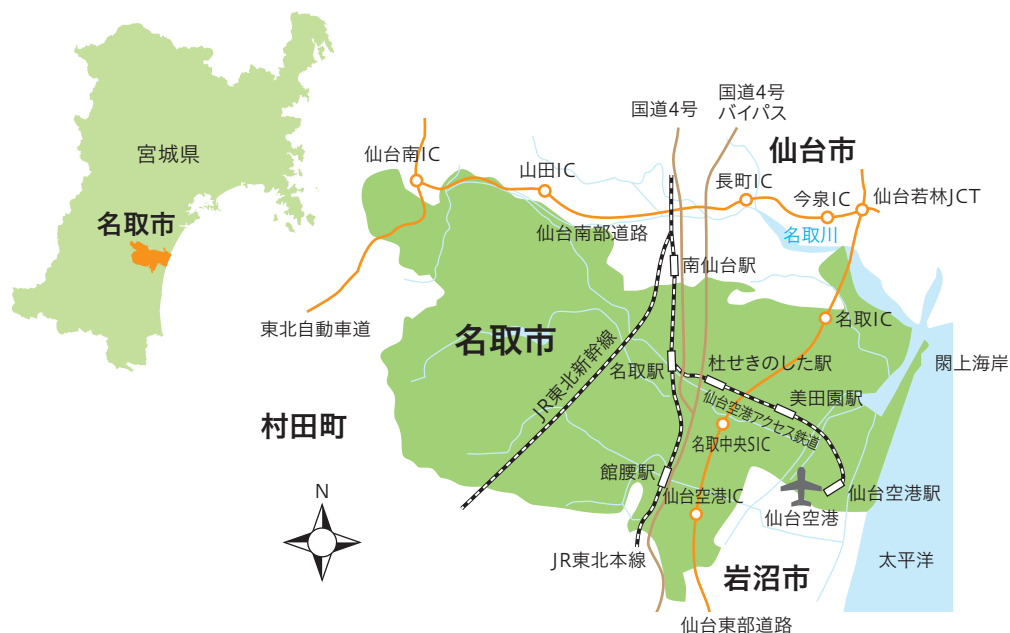 国道4号
バイパス
国道4号
仙台市
宮城県
仙台南IC
山田IC
長町IC
今泉IC
仙台若林JCT
名取市
仙台南部道路
名取川
南仙台駅
東北自動車道
名取市
名取IC
JR東北新幹線
名取駅
杜せきのした駅
閖上海岸
美田園駅
仙台空港アクセス鉄道
村田町
名取中央SIC
館腰駅
仙台空港IC
仙台空港駅
仙台空港
N
JR東北本線
岩沼市
太平洋
仙台東部道路